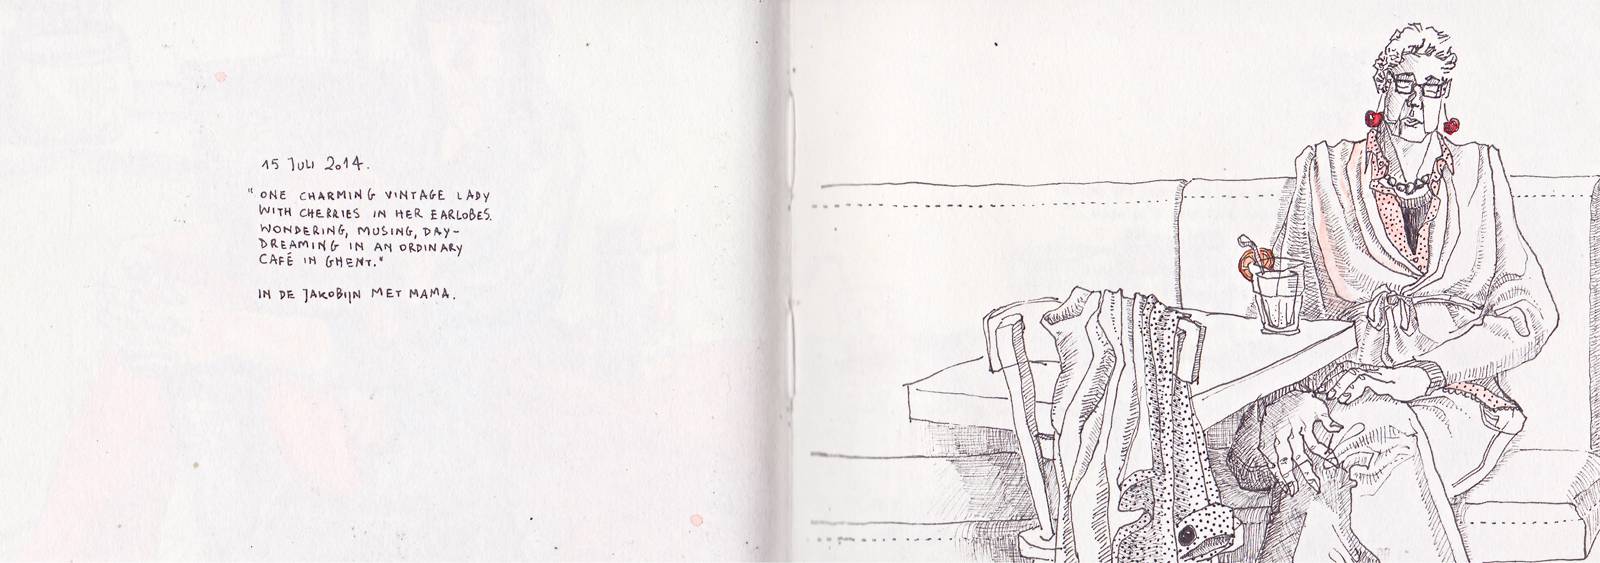 15 JULI 2014.
"ONE CHARMING VINTAGE LADY
WITH CHERRIES IN HER EARLOBES.
WONDERING, MUSING, DAY-
DREAMING IN AN ORDINARY
CAFÉ IN GHENT."
IN DE JAKOBIJN MET MAMA.